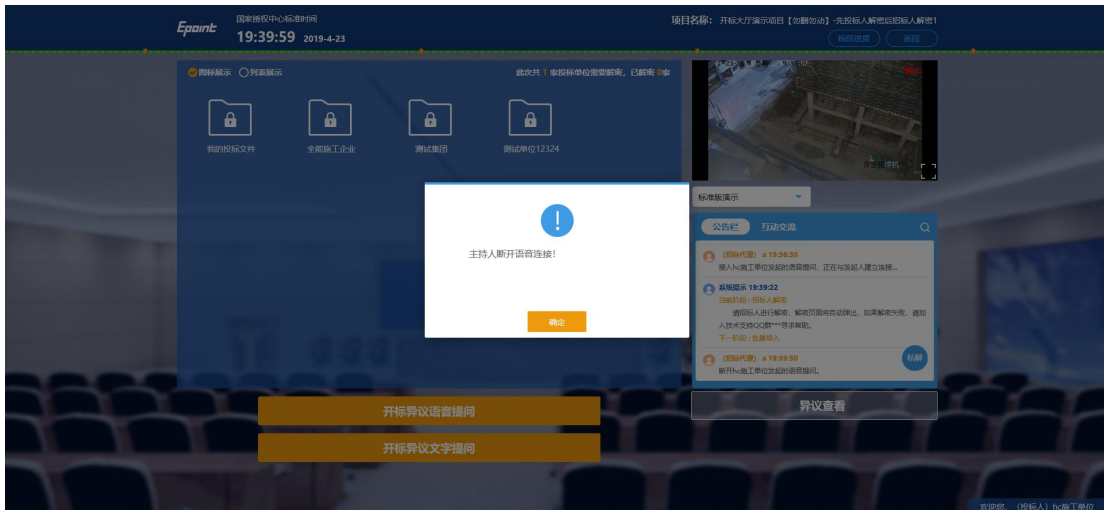 Epoint
国家授权中心标准时间
19:39:59 2019-4-23
项目名称： 开标大厅演示项目【勿删勿动】-先投标人解密后招标人解密1
标段进度
返回
图标展示 列表展示
此次共 1 家投标单位需要解密，已解密 0家
我的投标文件
全能施工企业
测试集团
测试单位12324
主持人断开语音连接！
确定
标准版演示
公告栏 互动交流
（招标代理） a 19:38:50
接入hc施工单位发起的语音提问，正在与发起人建立连接...
系统提示 19:39:22
当前阶段：招标人解密
请招标人进行解密，解密页面将自动弹出，如果解密失败，请加
入技术支持QQ群***寻求帮助。
下一阶段：批量导入
（招标代理） a 19:39:50
断开hc施工单位发起的语音提问。
私聊
开标异议语音提问
异议查看
开标异议文字提问
欢迎您，（投标人）hc施工单位